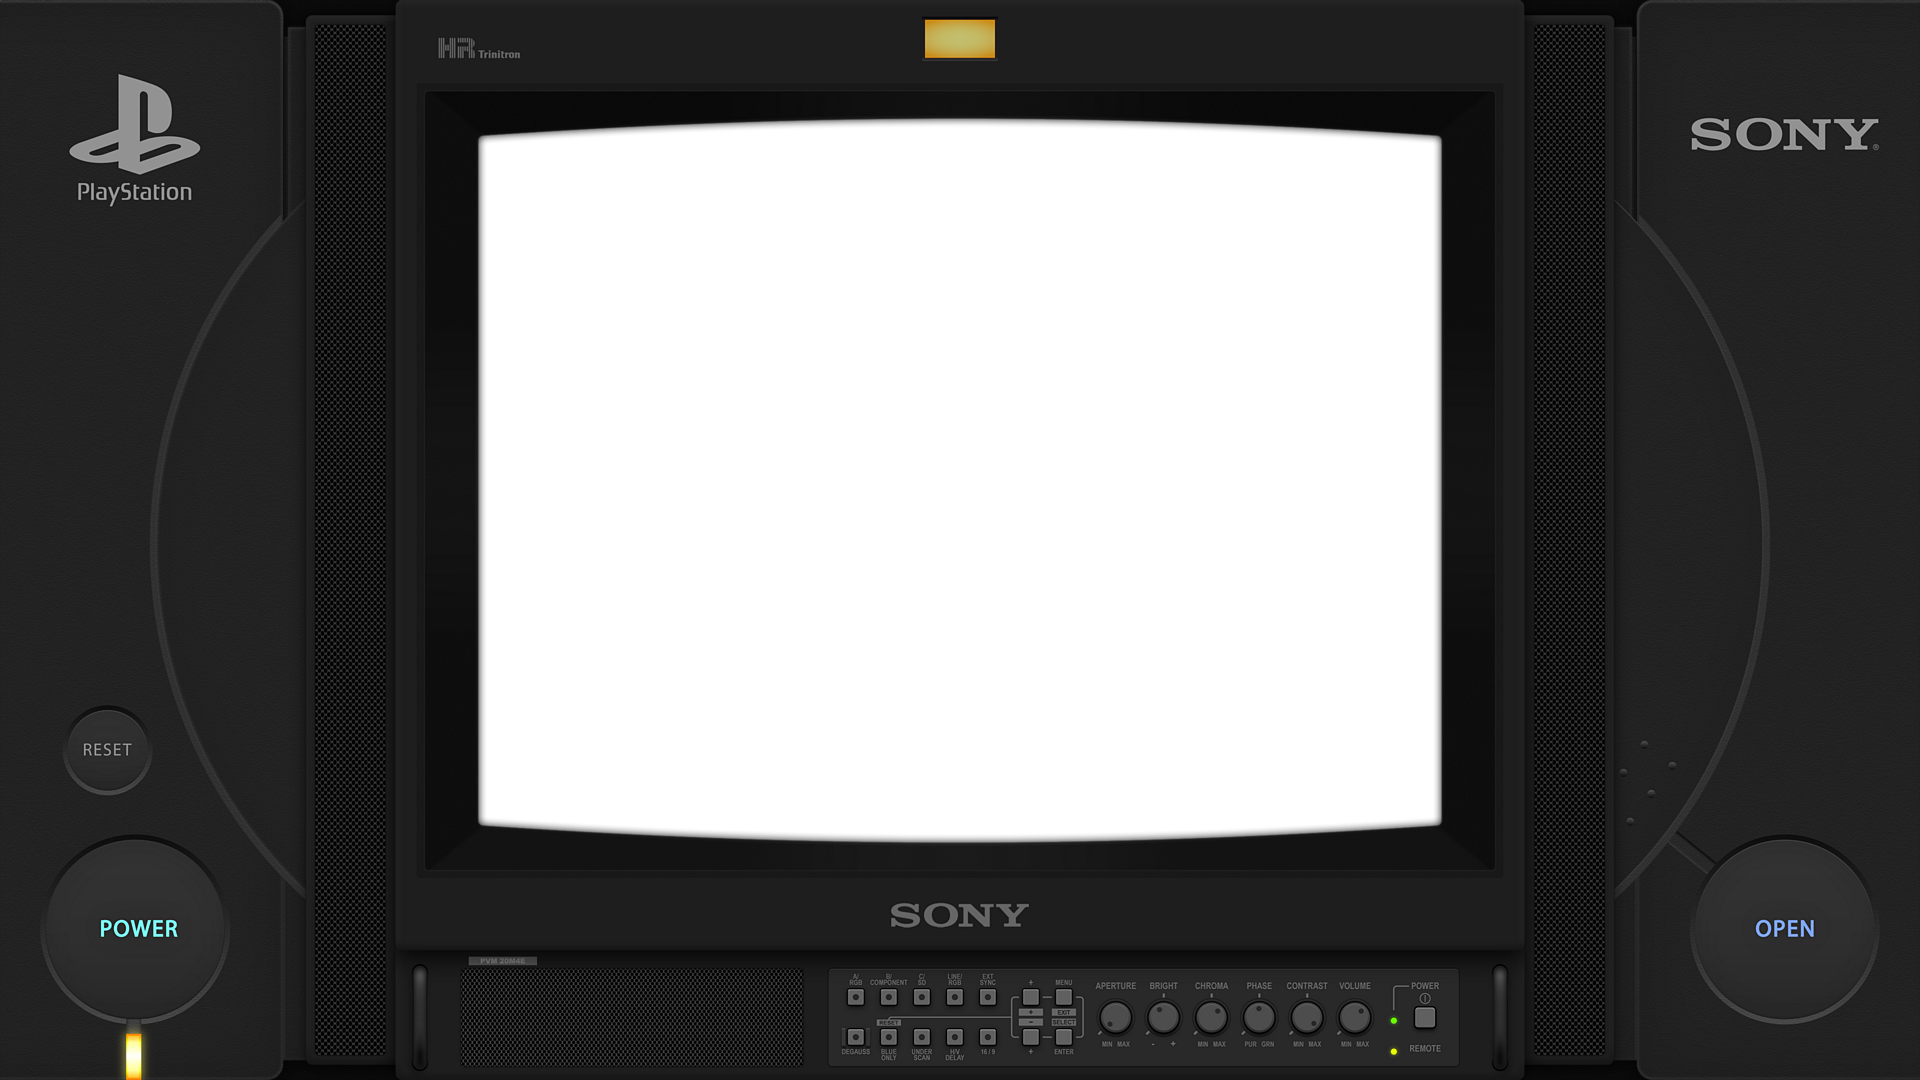 HR Trinitron
PlayStation
SONY®
RESET
POWER
OPEN
SONY
PVM 20M4E
A/ RGB
B/ COMPONENT
C/ SD
LINE/ RGB
EXT SYNC
+
MENU
+
EXIT
−
SELECT
RESET
DEGAUSS
BLUE ONLY
UNDER SCAN
H/V DELAY
16 / 9
+
ENTER
APERTURE
BRIGHT
CHROMA
PHASE
CONTRAST
VOLUME
MIN MAX
- +
MIN MAX
PUR GRN
MIN MAX
MIN MAX
POWER
REMOTE